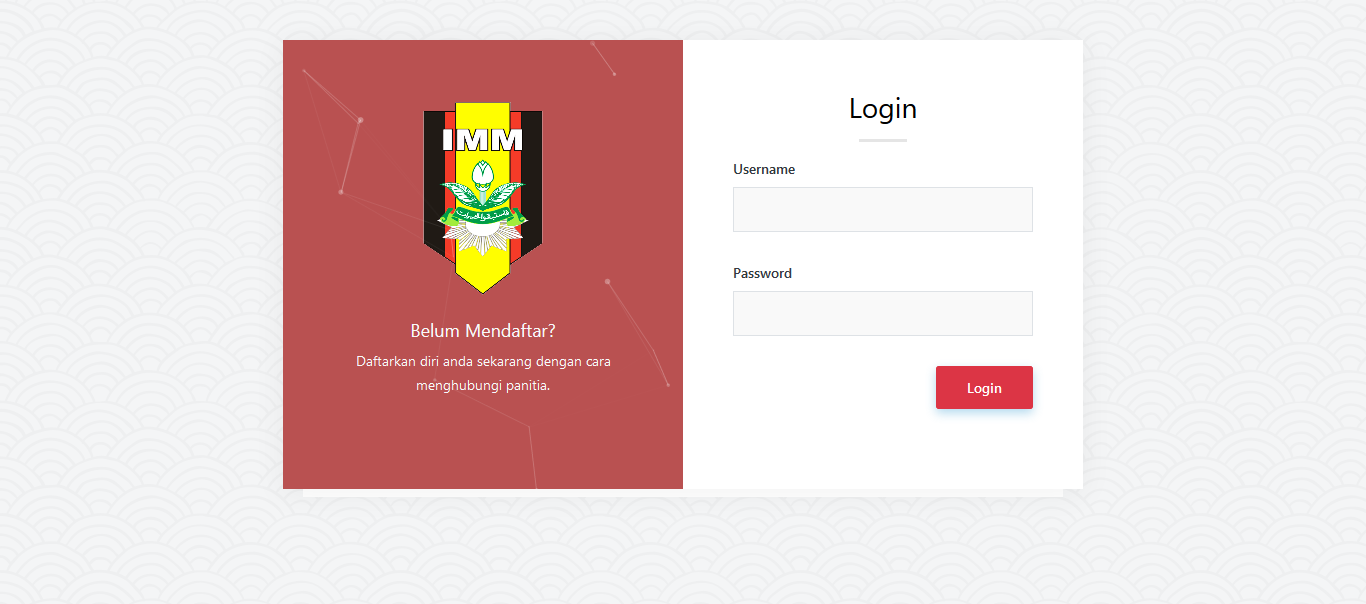 IMM
Belum Mendaftar?
Daftarkan diri anda sekarang dengan cara
menghubungi panitia.
Login
Username
Password
Login